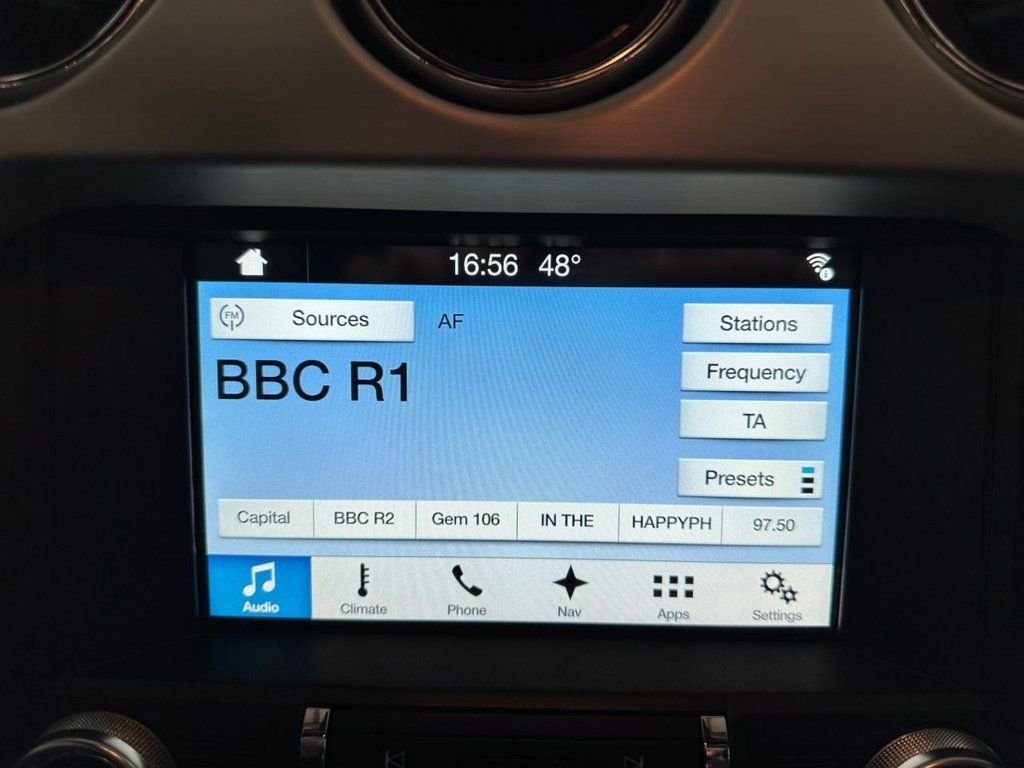 16:56 48°
FM Sources AF Stations
BBC R1
Frequency
TA
Presets
Capital BBC R2 Gem 106 IN THE HAPPYPH 97.50
Audio Climate Phone Nav Apps Settings